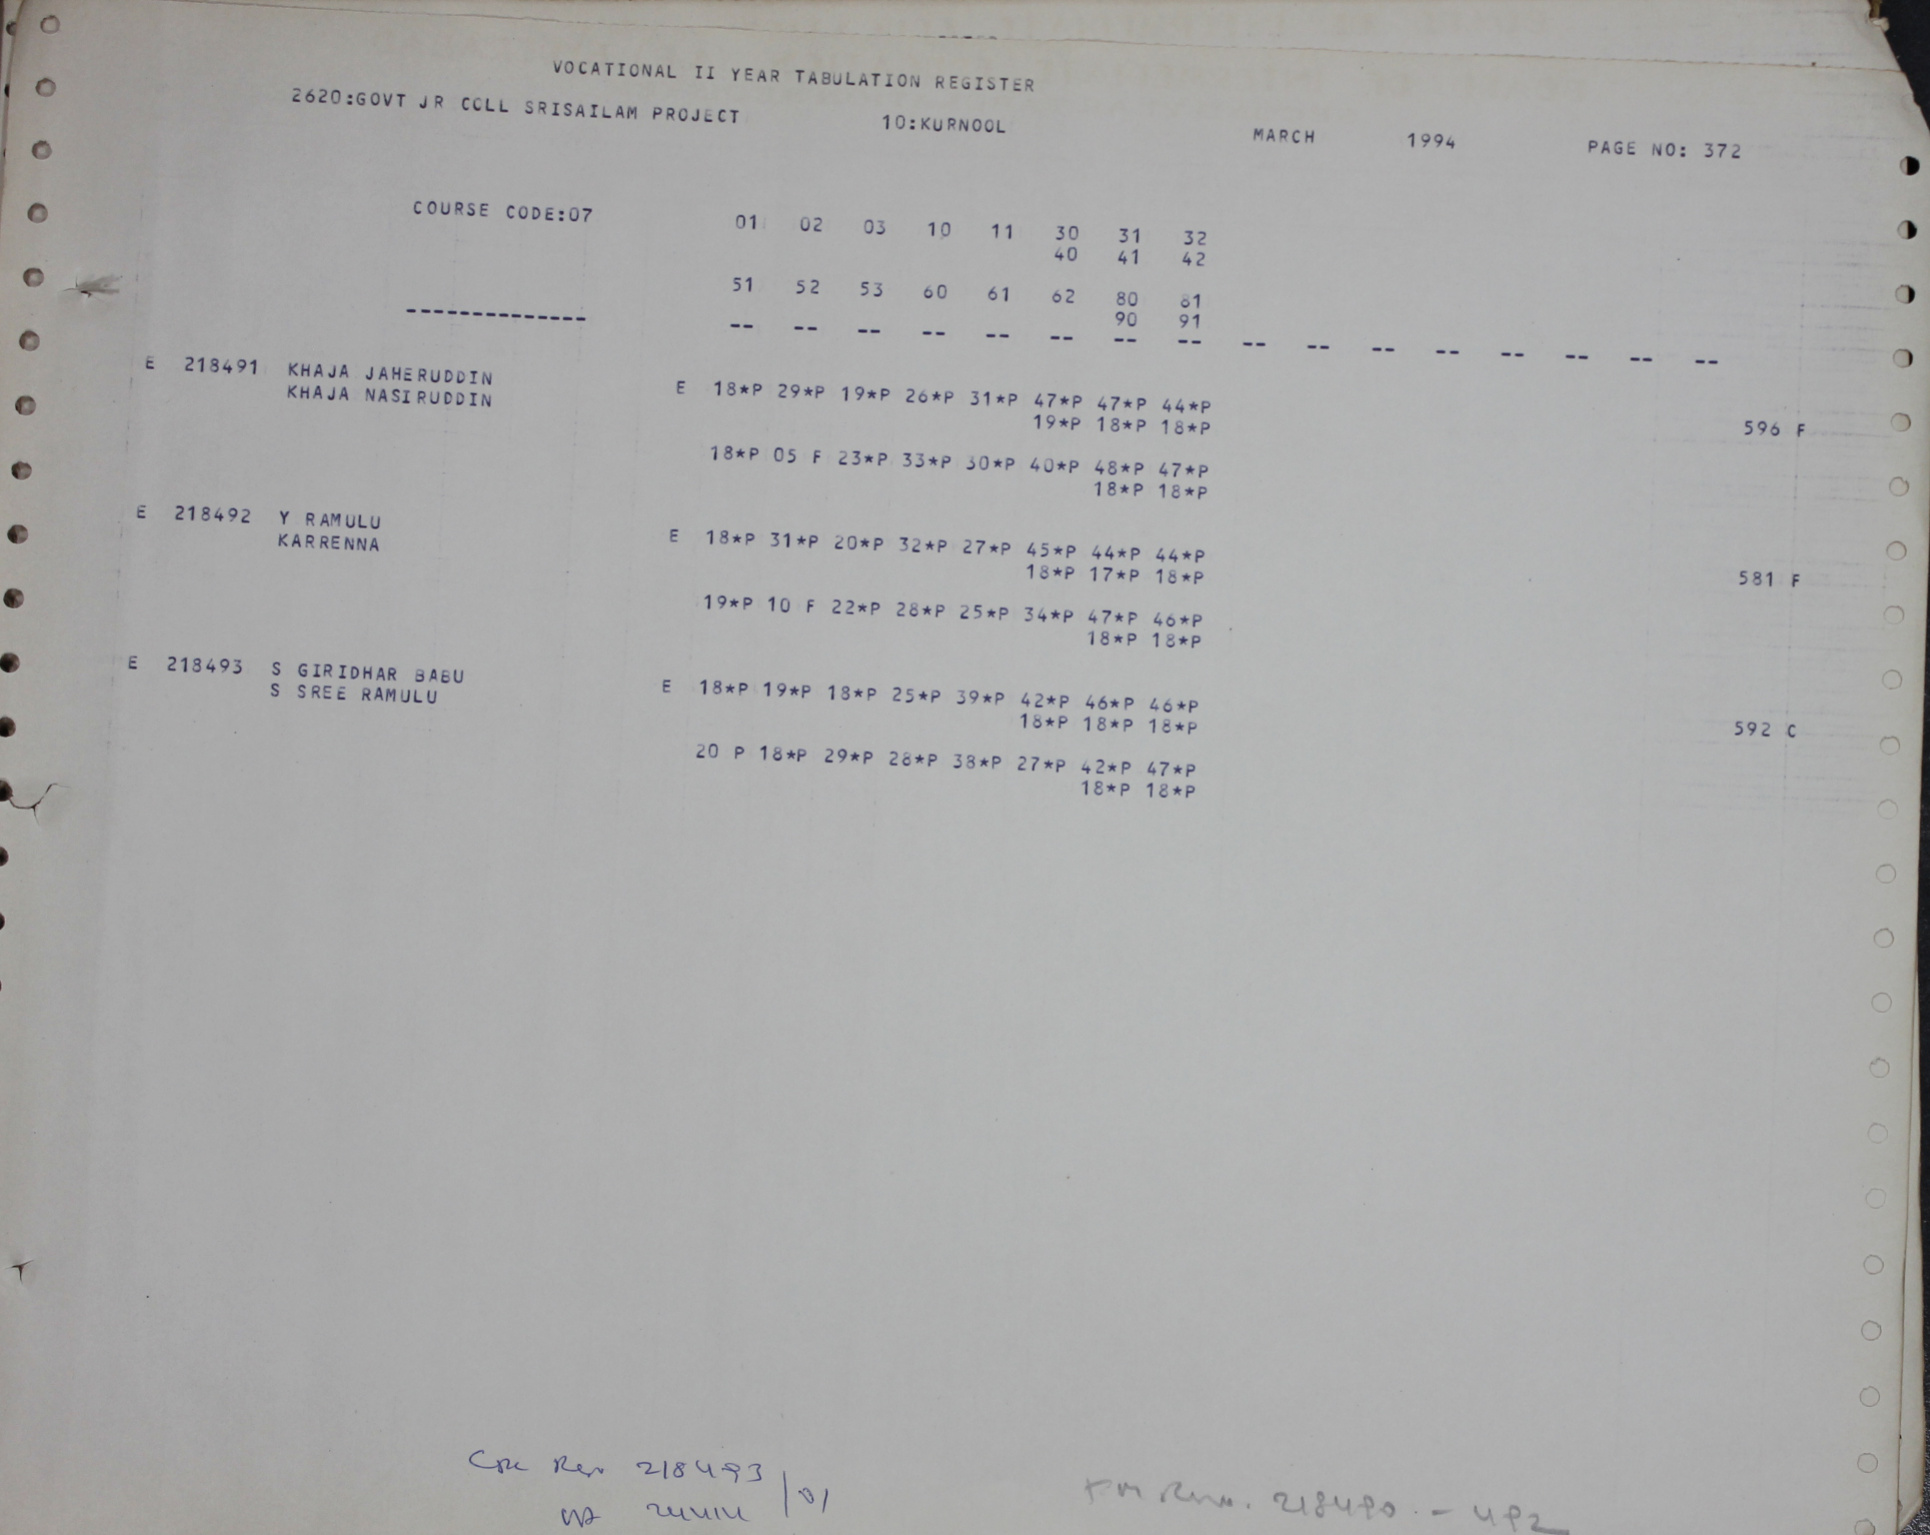 VOCATIONAL II YEAR TABULATION REGISTER
2620:GOVT JR COLL SRISAILAM PROJECT 10:KURNOOL MARCH 1994 PAGE NO: 372
COURSE CODE:07 01 02 03 10 11 30 31 32
40 41 42
51 52 53 60 61 62 80 81
90 91
-------------- -- -- -- -- -- -- -- -- -- -- -- -- -- -- -- --
E 218491 KHAJA JAHERUDDIN E 18*P 29*P 19*P 26*P 31*P 47*P 47*P 44*P
KHAJA NASIRUDDIN 19*P 18*P 18*P 596 F
18*P 05 F 23*P 33*P 30*P 40*P 48*P 47*P
18*P 18*P
E 218492 Y RAMULU E 18*P 31*P 20*P 32*P 27*P 45*P 44*P 44*P
KARRENNA 18*P 17*P 18*P 581 F
19*P 10 F 22*P 28*P 25*P 34*P 47*P 46*P
18*P 18*P
E 218493 S GIRIDHAR BABU E 18*P 19*P 18*P 25*P 39*P 42*P 46*P 46*P
S SREE RAMULU 18*P 18*P 18*P 592 C
20 P 18*P 29*P 28*P 38*P 27*P 42*P 47*P
18*P 18*P
218493 /01
218490 - 492